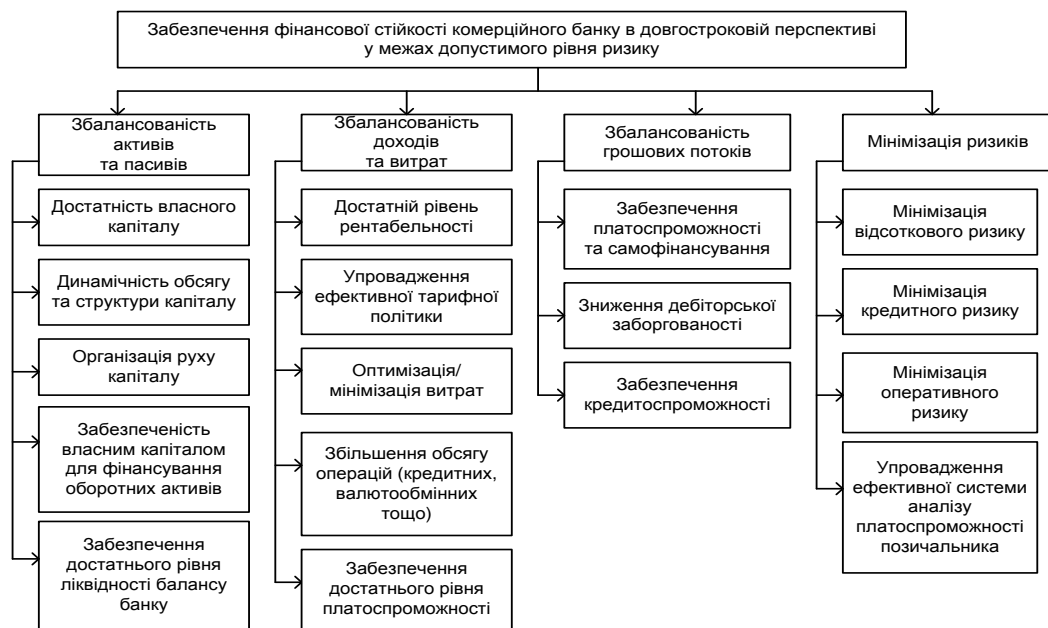 Забезпечення фінансової стійкості комерційного банку в довгостроковій перспективі
у межах допустимого рівня ризику
Збалансованість
активів
та пасивів
Достатність власного
капіталу
Динамічність обсягу
та структури капіталу
Організація руху
капіталу
Забезпеченість
власним капіталом
для фінансування
оборотних активів
Забезпечення
достатнього рівня
ліквідності балансу
банку
Збалансованість
доходів
та витрат
Достатній рівень
рентабельності
Упровадження
ефективної тарифної
політики
Оптимізація/
мінімізація витрат
Збільшення обсягу
операцій (кредитних,
валютообмінних
тощо)
Забезпечення
достатнього рівня
платоспроможності
Збалансованість
грошових потоків
Забезпечення
платоспроможності
та самофінансування
Зниження дебіторської
заборгованості
Забезпечення
кредитоспроможності
Мінімізація ризиків
Мінімізація
відсоткового ризику
Мінімізація
кредитного ризику
Мінімізація
оперативного
ризику
Упровадження
ефективної системи
аналізу
платоспроможності
позичальника